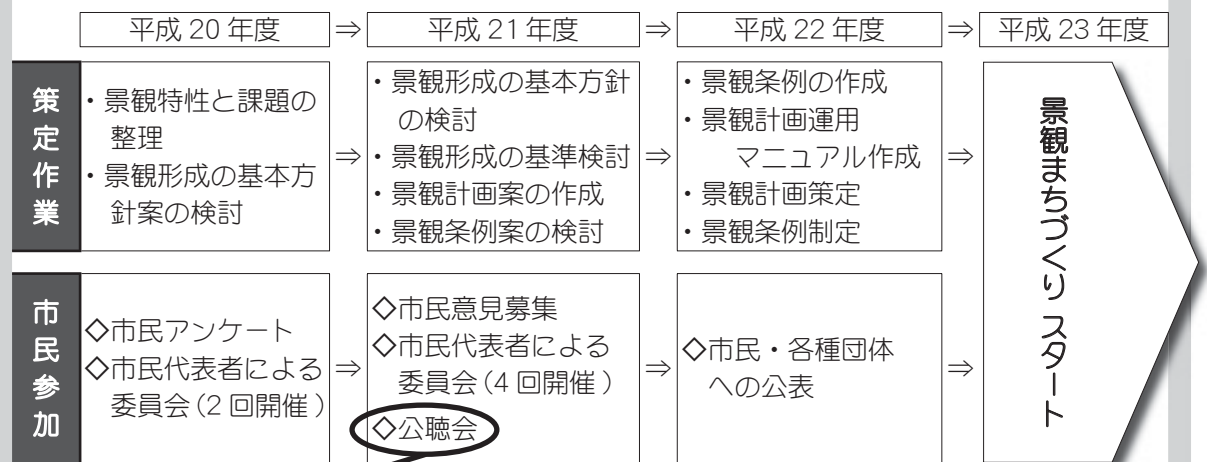 平成 20 年度 ⇒ 平成 21 年度 ⇒ 平成 22 年度 ⇒ 平成 23 年度
策定作業
・景観特性と課題の
整理
・景観形成の基本方
針案の検討
⇒
・景観形成の基本方針
の検討
・景観形成の基準検討
・景観計画案の作成
・景観条例案の検討
⇒
・景観条例の作成
・景観計画運用
マニュアル作成
・景観計画策定
・景観条例制定
⇒
景観まちづくり スタート
市民参加
◇市民アンケート
◇市民代表者による
委員会(2 回開催)
⇒
◇市民意見募集
◇市民代表者による
委員会(4 回開催)
◇公聴会
⇒
◇市民・各種団体
への公表
⇒